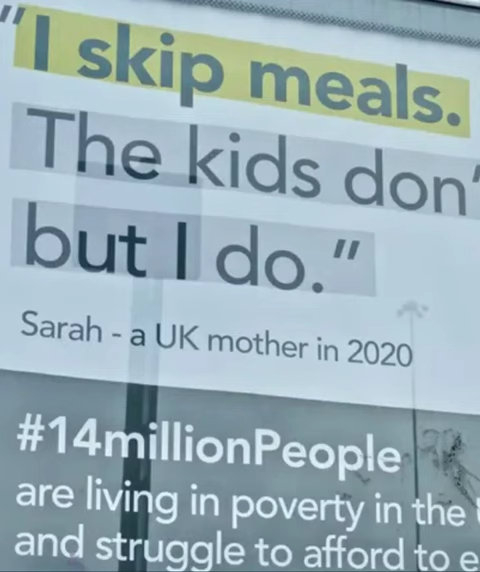 "I skip meals.
The kids don'
but I do."
Sarah - a UK mother in 2020
#14millionPeople
are living in poverty in the
and struggle to afford to